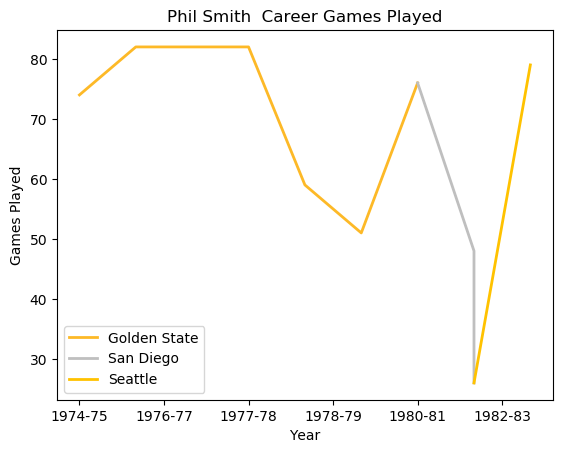 Phil Smith  Career Games Played
Games Played
80
70
60
50
40
30
Golden State
San Diego
Seattle
1974-75 1976-77 1977-78 1978-79 1980-81 1982-83
Year